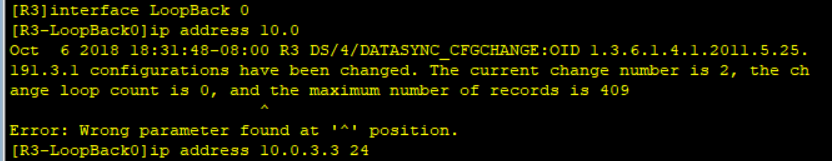 [R3]interface LoopBack 0
[R3-LoopBack0]ip address 10.0
Oct  6 2018 18:31:48-08:00 R3 DS/4/DATASYNC_CFGCHANGE:OID 1.3.6.1.4.1.2011.5.25.
191.3.1 configurations have been changed. The current change number is 2, the ch
ange loop count is 0, and the maximum number of records is 409
^
Error: Wrong parameter found at '^' position.
[R3-LoopBack0]ip address 10.0.3.3 24